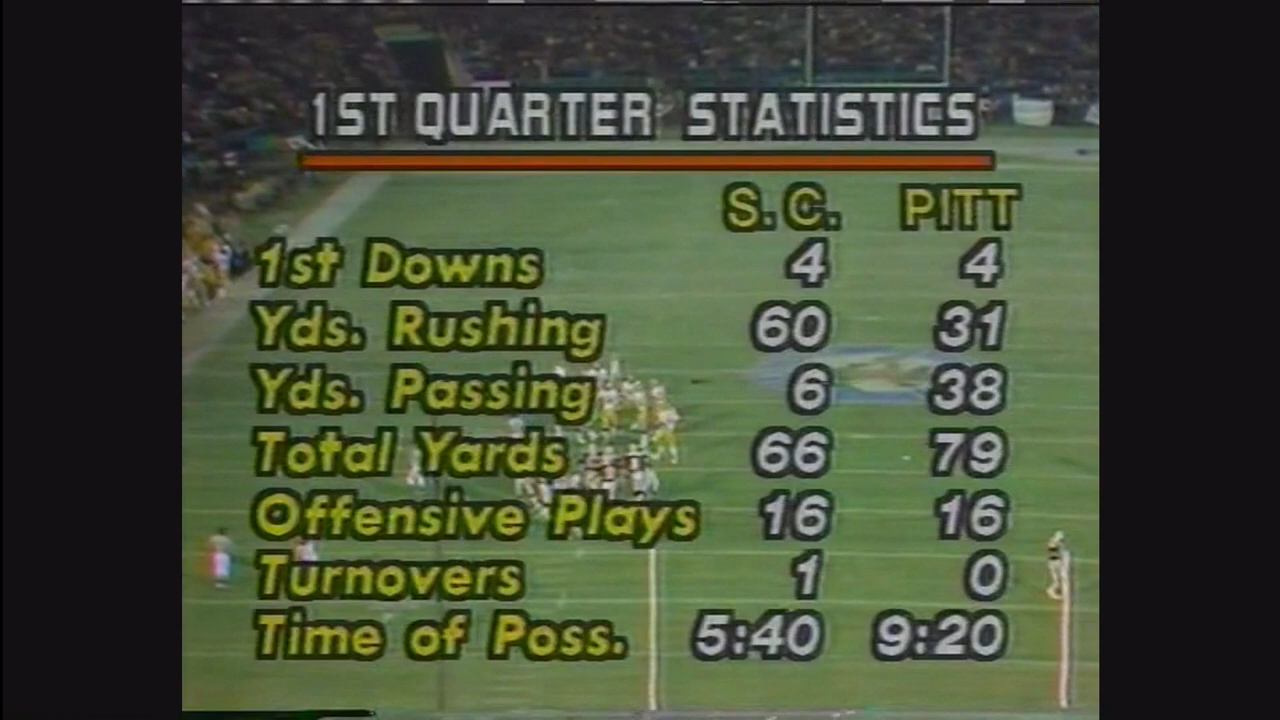 1ST QUARTER STATISTICS
S.C. PITT
1st Downs 4 4
Yds. Rushing 60 31
Yds. Passing 6 38
Total Yards 66 79
Offensive Plays 16 16
Turnovers 1 0
Time of Poss. 5:40 9:20